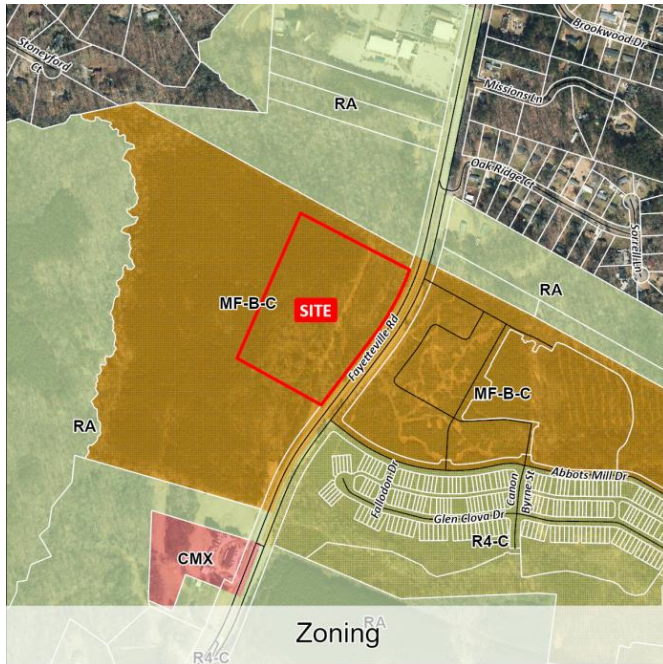 Brookwood Dr
Stoneyford
Ct
Missions Ln
RA
Oak Ridge Ct
Sorrell Ln
RA
MF-B-C
SITE
Fayetteville Rd
MF-B-C
RA
Abbots Mill Dr
Fallodon Dr
Canon
Byrne St
Glen Clova Dr
R4-C
CMX
RA
Zoning
R4-C